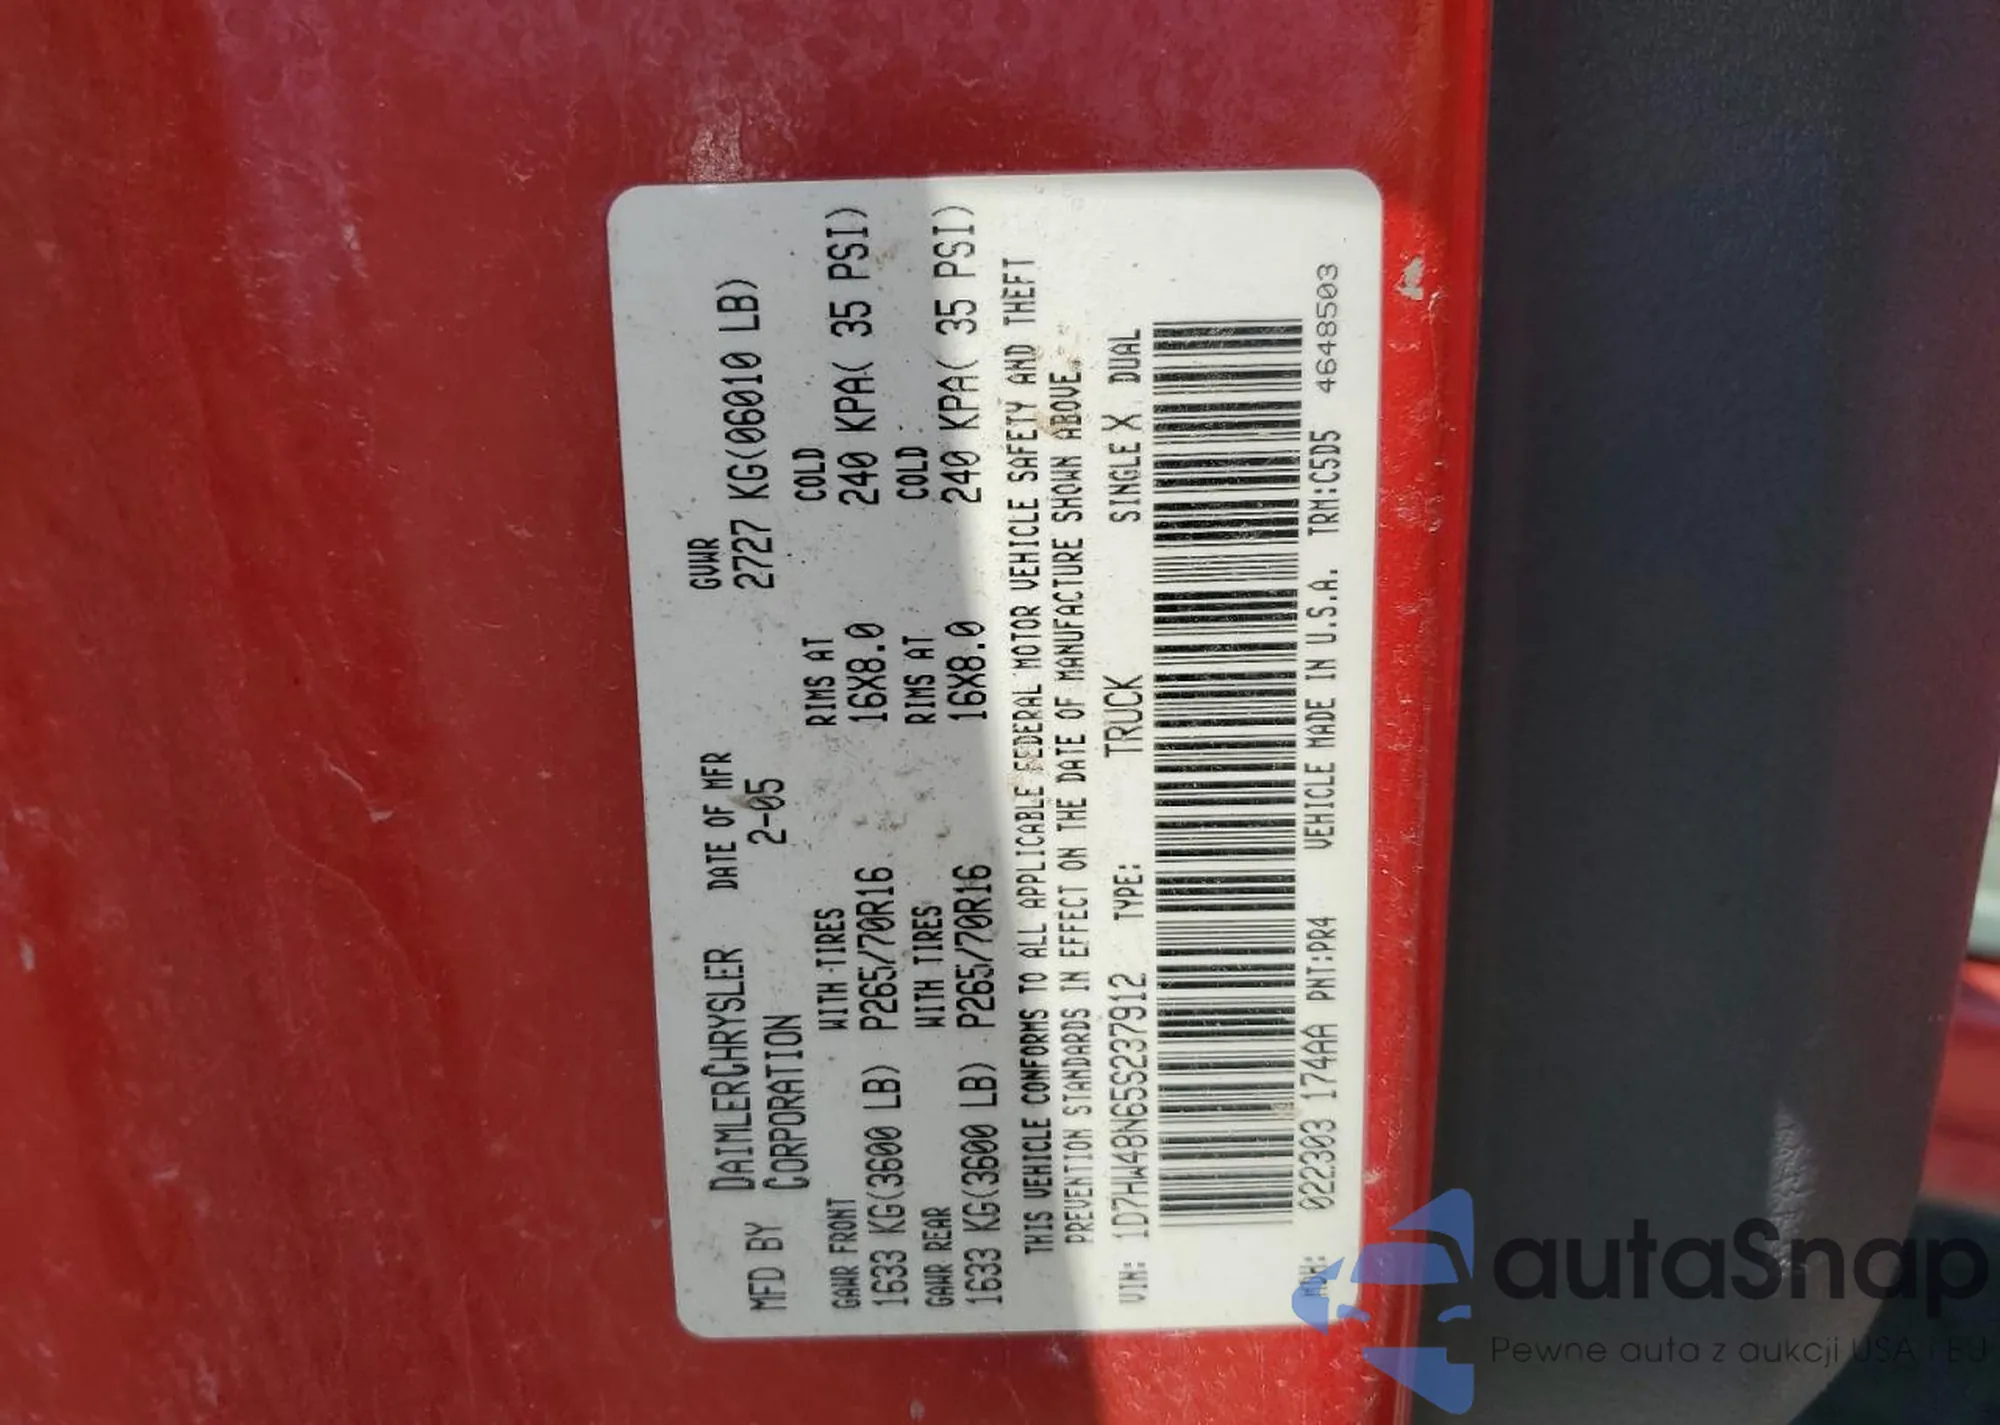 MFD BY DAIMLERCHRYSLER CORPORATION DATE OF MFR 2-05 GVWR 2727 KG(06010 LB)
GAWR FRONT WITH TIRES RIMS AT COLD
1633 KG(3600 LB) P265/70R16 16X8.0 240 KPA( 35 PSI)
GAWR REAR WITH TIRES RIMS AT COLD
1633 KG(3600 LB) P265/70R16 16X8.0 240 KPA( 35 PSI)
THIS VEHICLE CONFORMS TO ALL APPLICABLE FEDERAL MOTOR VEHICLE SAFETY AND THEFT
PREVENTION STANDARDS IN EFFECT ON THE DATE OF MANUFACTURE SHOWN ABOVE.
VIN: 1D7HW48N65S237912 TYPE: TRUCK SINGLE X DUAL
MDH: 022303 174AA PNT:PR4 VEHICLE MADE IN U.S.A. TRM:C5D5 4648503
autoSnap
Pewne auta z aukcji USA i EU